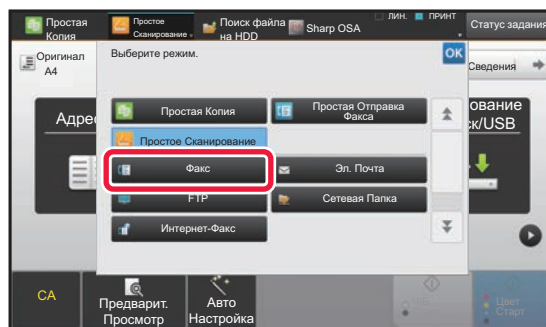 Простая
Копия
Простое
Сканирование
Поиск файла
на HDD
Sharp OSA
ЛИН.
ПРИНТ
Статус задания
Оригинал
A4
Выберите режим.
OK
Сведения
Адрес
ование
ск/USB
Простая Копия
Простая Отправка
Факса
Простое Сканирование
Факс
Эл. Почта
FTP
Сетевая Папка
Интернет-Факс
CA
Предварит.
Просмотр
Авто
Настройка
Ч/Б
Старт
Цвет
Старт